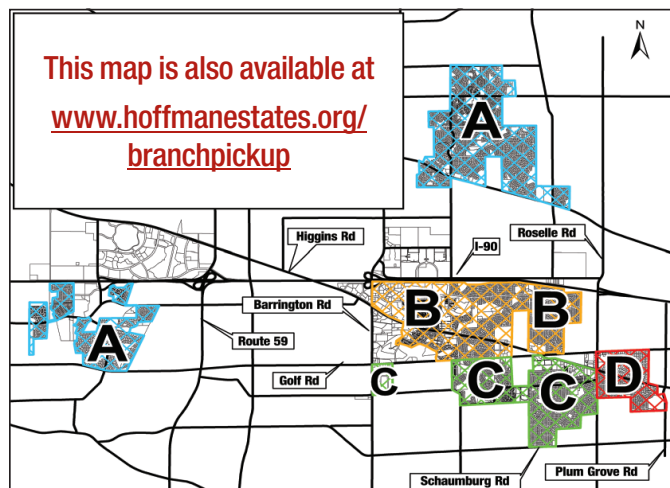 This map is also available at
www.hoffmanestates.org/
branchpickup
N
A
Higgins Rd
I-90
Roselle Rd
Barrington Rd
B
B
A
Route 59
Golf Rd
C
C
C
D
Schaumburg Rd
Plum Grove Rd